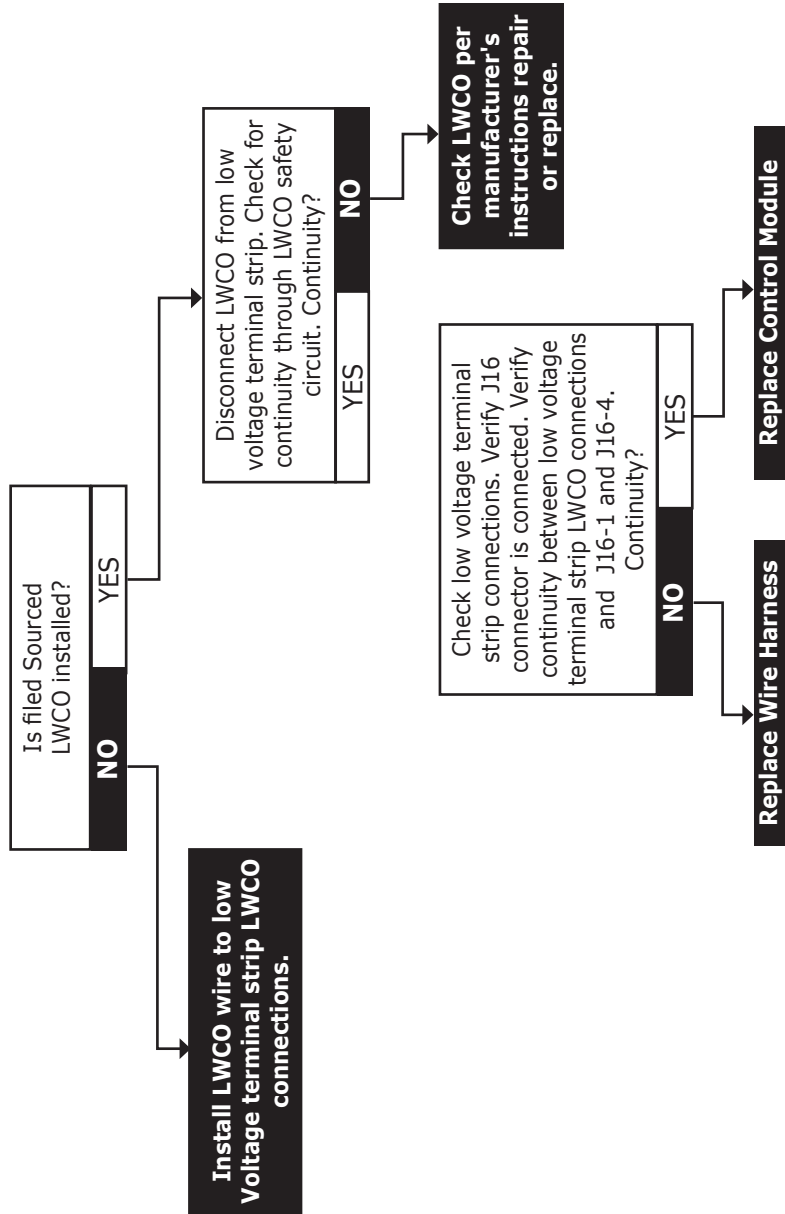 Is filed Sourced
LWCO installed?
NO
YES
Install LWCO wire to low
Voltage terminal strip LWCO
connections.
Disconnect LWCO from low
voltage terminal strip. Check for
continuity through LWCO safety
circuit. Continuity?
YES
NO
Check LWCO per
manufacturer's
instructions repair
or replace.
Check low voltage terminal
strip connections. Verify J16
connector is connected. Verify
continuity between low voltage
terminal strip LWCO connections
and J16-1 and J16-4.
Continuity?
NO
YES
Replace Wire Harness
Replace Control Module